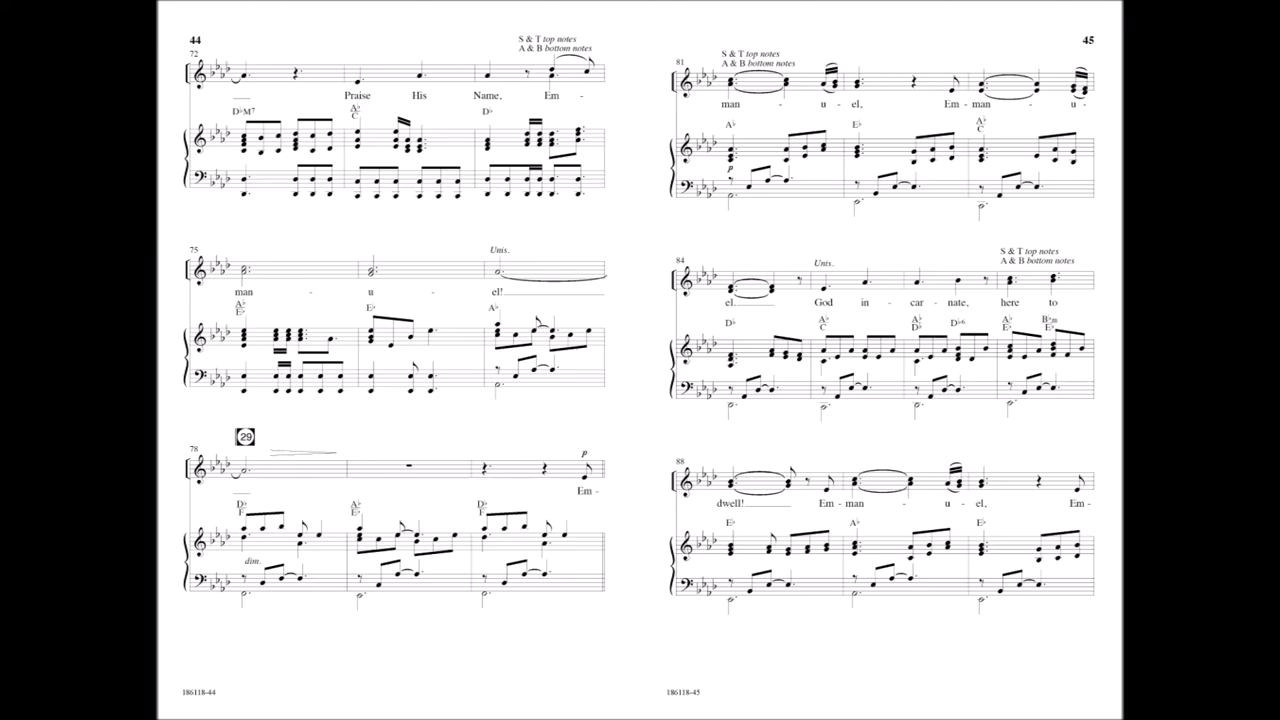 44
S & T top notes
A & B bottom notes
72
Praise His Name, Em -
D♭M7 A♭/C D♭
75
Unis.
man - u - el!
A♭/E♭ E♭ A♭
29
78
p
Em -
D♭/F A♭/E♭ D♭/F
dim.
186118-44
45
S & T top notes
A & B bottom notes
81
man - u - el, Em - man - u -
A♭ E♭ A♭/C
p
S & T top notes
A & B bottom notes
84
Unis.
el. God in - car - nate, here to
D♭ A♭/C A♭/D♭ D♭6 A♭/E♭ B♭m/E♭
88
dwell! Em - man - u - el, Em -
E♭ A♭ E♭
186118-45